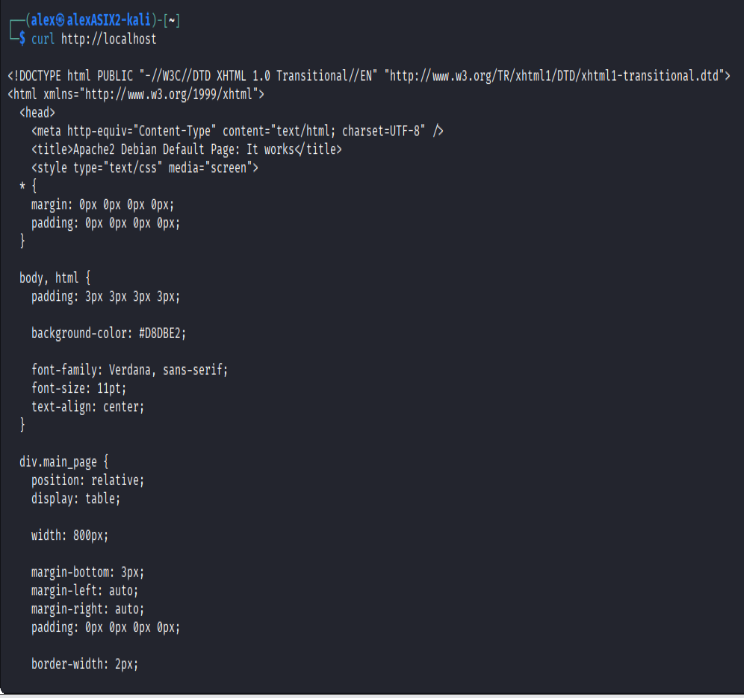 ┌──(alex㉿alexASIX2-kali)-[~]
└─$ curl http://localhost
<!DOCTYPE html PUBLIC "-//W3C//DTD XHTML 1.0 Transitional//EN" "http://www.w3.org/TR/xhtml1/DTD/xhtml1-transitional.dtd">
<html xmlns="http://www.w3.org/1999/xhtml">
  <head>
    <meta http-equiv="Content-Type" content="text/html; charset=UTF-8" />
    <title>Apache2 Debian Default Page: It works</title>
    <style type="text/css" media="screen">
  * {
    margin: 0px 0px 0px 0px;
    padding: 0px 0px 0px 0px;
  }
  body, html {
    padding: 3px 3px 3px 3px;
    background-color: #D8DBE2;
    font-family: Verdana, sans-serif;
    font-size: 11pt;
    text-align: center;
  }
  div.main_page {
    position: relative;
    display: table;
    width: 800px;
    margin-bottom: 3px;
    margin-left: auto;
    margin-right: auto;
    padding: 0px 0px 0px 0px;
    border-width: 2px;